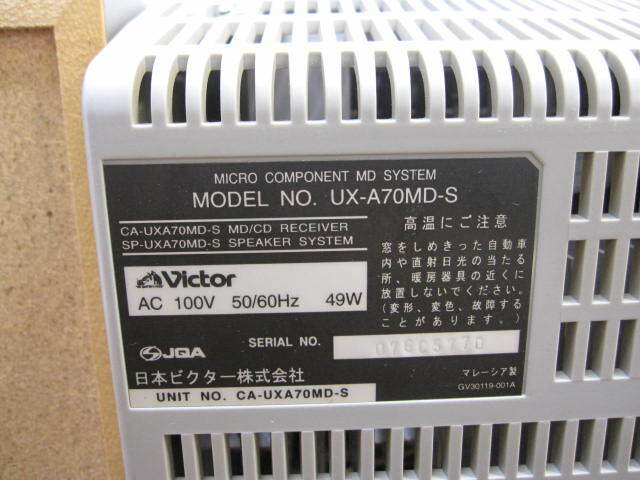 MICRO COMPONENT MD SYSTEM
MODEL NO. UX-A70MD-S
CA-UXA70MD-S MD/CD RECEIVER
SP-UXA70MD-S SPEAKER SYSTEM
Victor
AC 100V 50/60Hz 49W
高温にご注意
窓をしめきった自動車
内や直射日光の当たる
所、暖房器具の近くに
放置しないでください。
(変形、変色、故障する
ことがあります。)
SERIAL NO.
JQA
日本ビクター株式会社
UNIT NO. CA-UXA70MD-S
マレーシア製
GV30119-001A